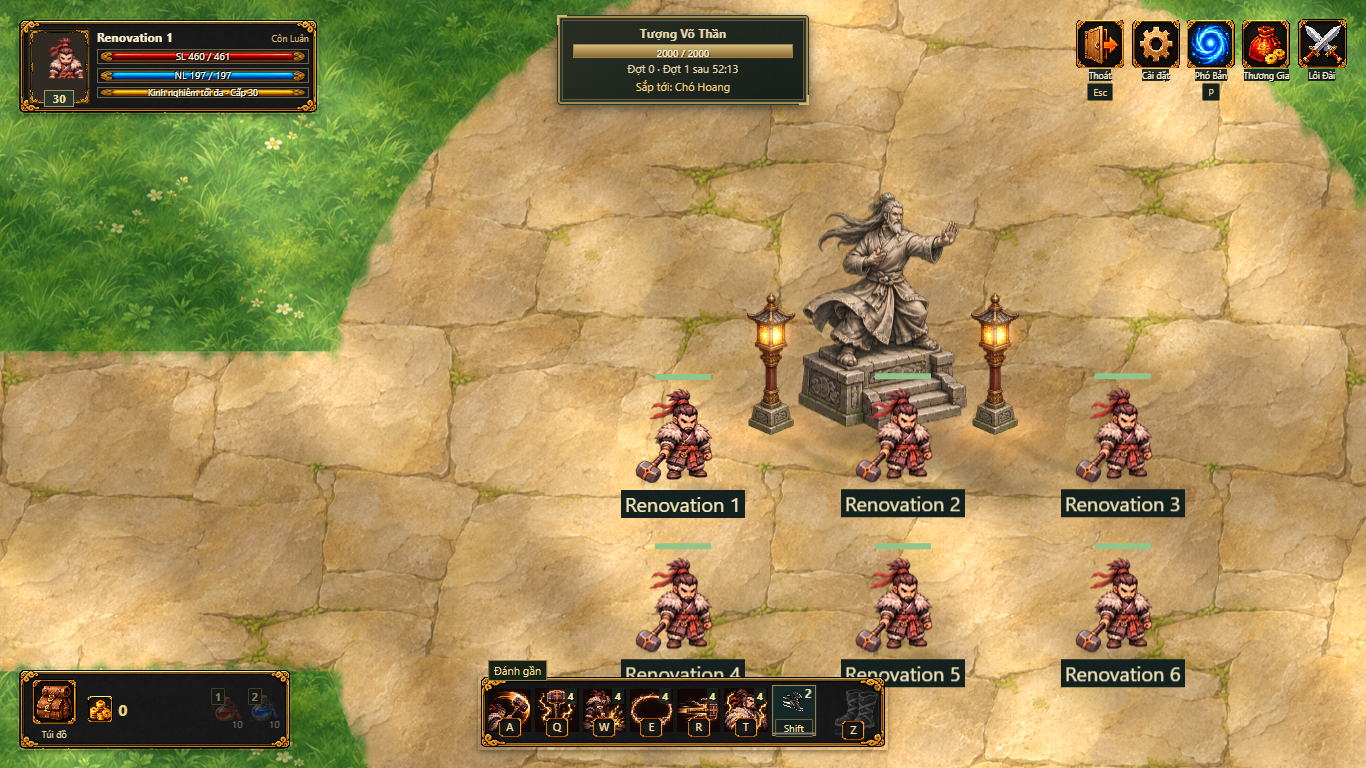 Renovation 1
Côn Luân
SL 460 / 461
NL 197 / 197
Kinh nghiệm tối đa - Cấp 30
30
Tượng Võ Thần
2000 / 2000
Đợt 0 · Đợt 1 sau 52:13
Sắp tới: Chó Hoang
Thoát
Cài đặt
Phó Bản
Thương Gia
Lôi Đài
Esc
P
Renovation 1
Renovation 2
Renovation 3
Renovation 4
Renovation 5
Renovation 6
Túi đồ
0
1
10
2
10
Đánh gần
A
4
Q
4
W
4
E
4
R
4
T
2
Shift
Z